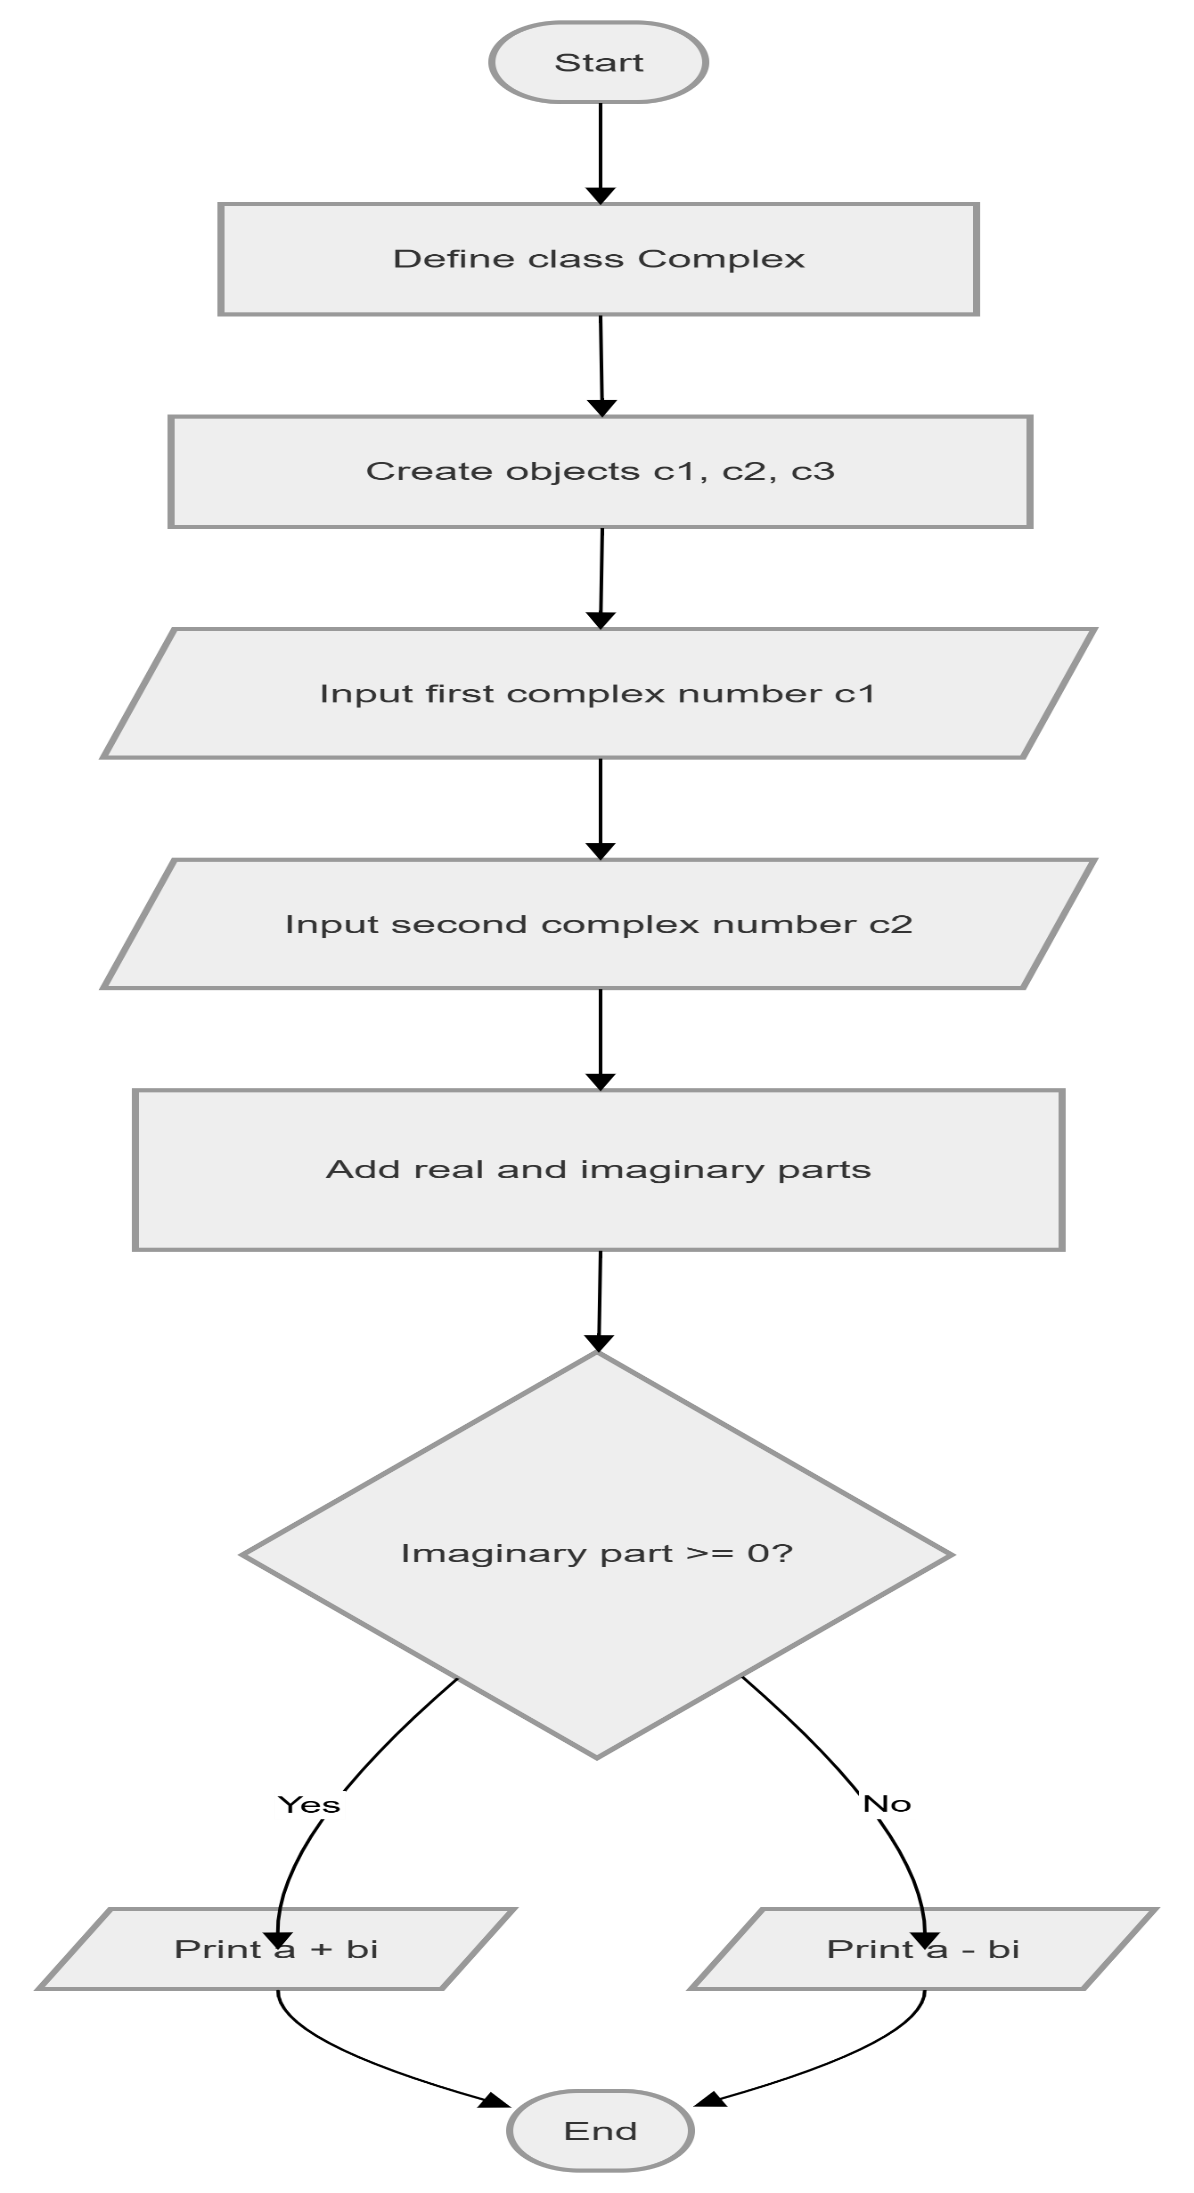 Start
Define class Complex
Create objects c1, c2, c3
Input first complex number c1
Input second complex number c2
Add real and imaginary parts
Imaginary part >= 0?
Yes
No
Print a + bi
Print a - bi
End